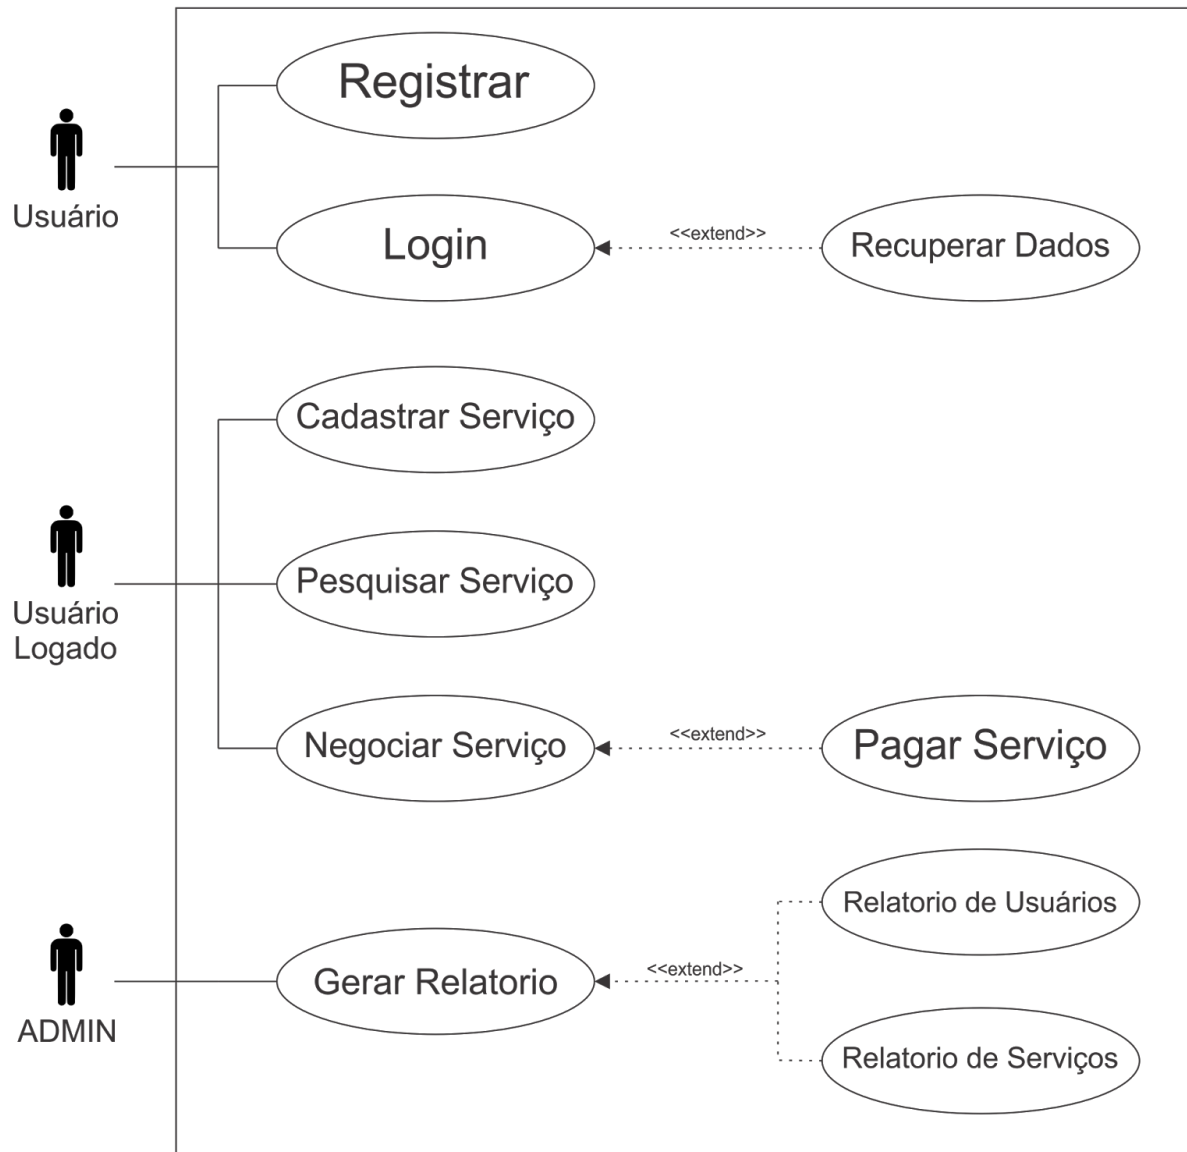 Registrar
Usuário
Login
<<extend>>
Recuperar Dados
Cadastrar Serviço
Pesquisar Serviço
Usuário
Logado
Negociar Serviço
<<extend>>
Pagar Serviço
Relatorio de Usuários
ADMIN
Gerar Relatorio
<<extend>>
Relatorio de Serviços